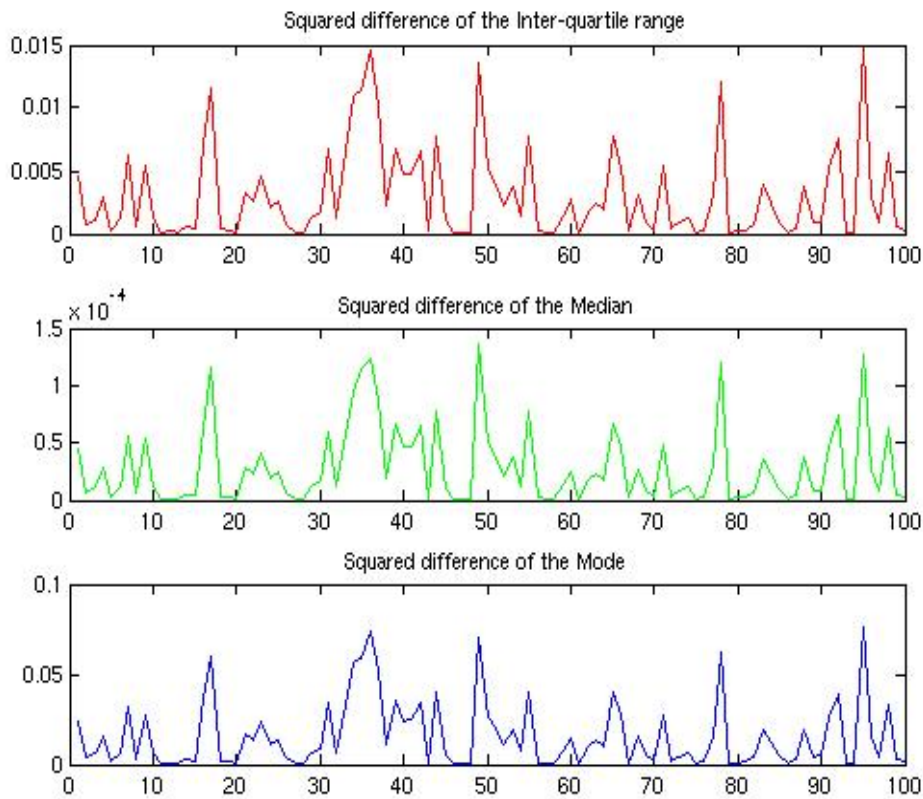 Squared difference of the Inter-quartile range
0.015
0.01
0.005
0
0 10 20 30 40 50 60 70 80 90 100
x 10-4
Squared difference of the Median
1.5
1
0.5
0
0 10 20 30 40 50 60 70 80 90 100
Squared difference of the Mode
0.1
0.05
0
0 10 20 30 40 50 60 70 80 90 100